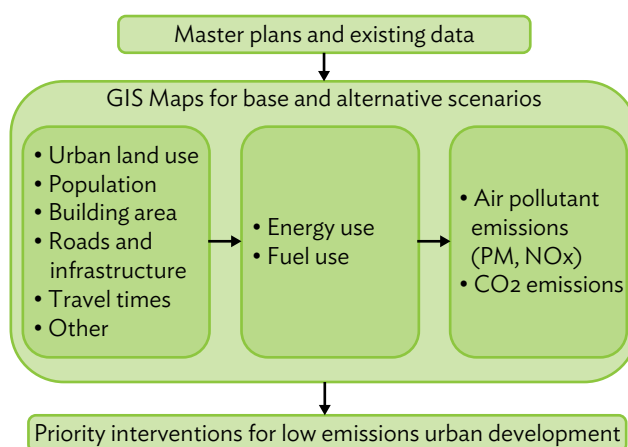 Master plans and existing data
GIS Maps for base and alternative scenarios
• Urban land use
• Population
• Building area
• Roads and
infrastructure
• Travel times
• Other
• Energy use
• Fuel use
• Air pollutant
emissions
(PM, NOx)
• CO2 emissions
Priority interventions for low emissions urban development